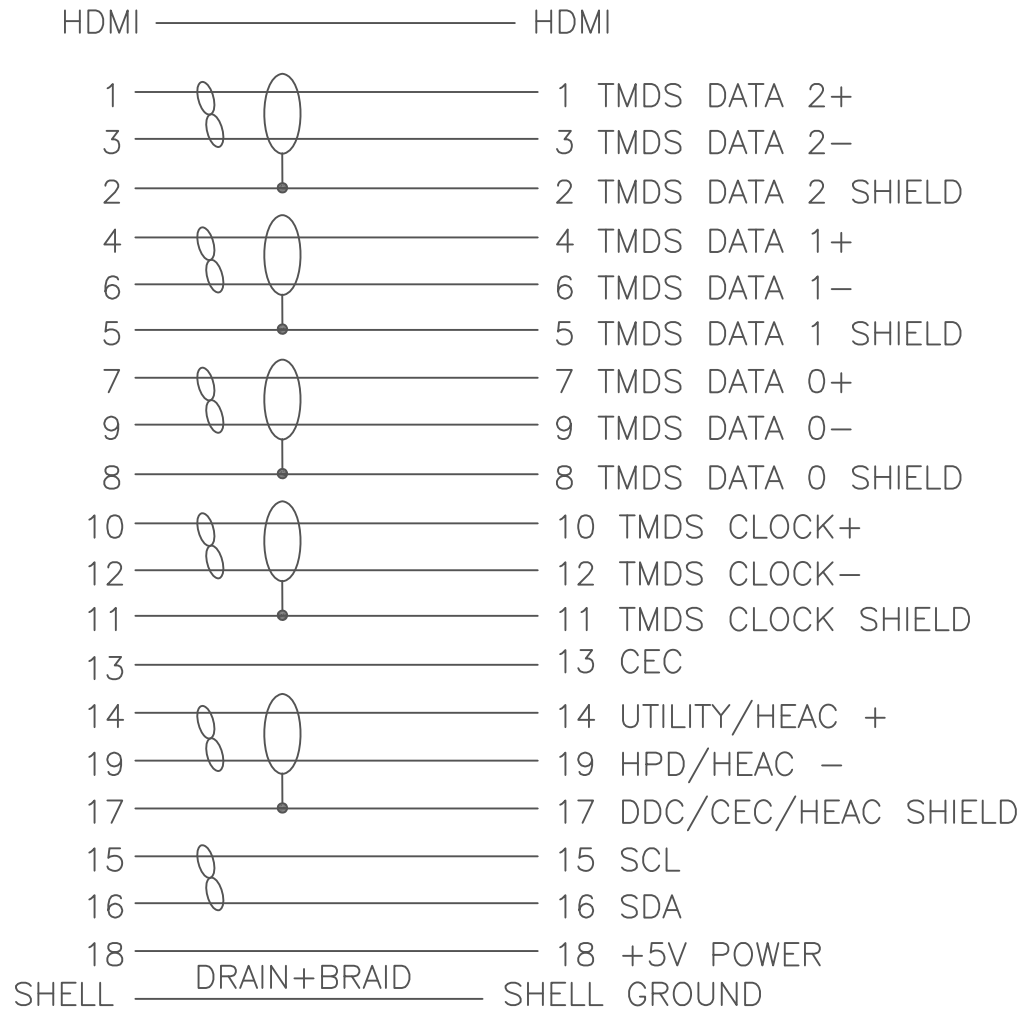 HDMI HDMI
1 1 TMDS DATA 2+
3 3 TMDS DATA 2-
2 2 TMDS DATA 2 SHIELD
4 4 TMDS DATA 1+
6 6 TMDS DATA 1-
5 5 TMDS DATA 1 SHIELD
7 7 TMDS DATA 0+
9 9 TMDS DATA 0-
8 8 TMDS DATA 0 SHIELD
10 10 TMDS CLOCK+
12 12 TMDS CLOCK-
11 11 TMDS CLOCK SHIELD
13 13 CEC
14 14 UTILITY/HEAC +
19 19 HPD/HEAC -
17 17 DDC/CEC/HEAC SHIELD
15 15 SCL
16 16 SDA
18 18 +5V POWER
DRAIN+BRAID
SHELL SHELL GROUND